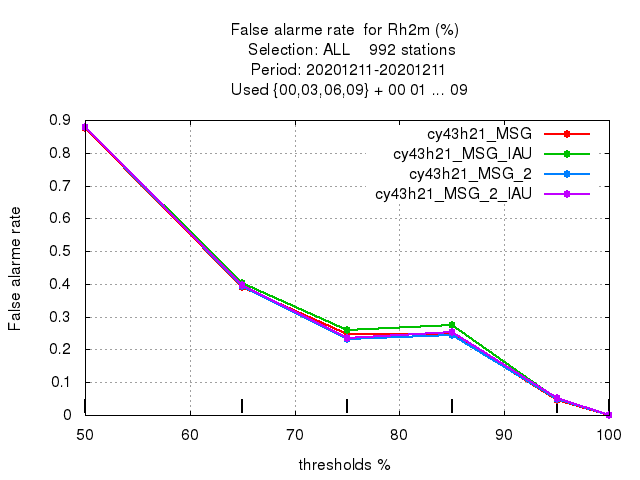 False alarme rate  for Rh2m (%)
Selection: ALL    992 stations
Period: 20201211-20201211
Used {00,03,06,09} + 00 01 ... 09
cy43h21_MSG
cy43h21_MSG_IAU
cy43h21_MSG_2
cy43h21_MSG_2_IAU
False alarme rate
0.9
0.8
0.7
0.6
0.5
0.4
0.3
0.2
0.1
0
50 60 70 80 90 100
thresholds %